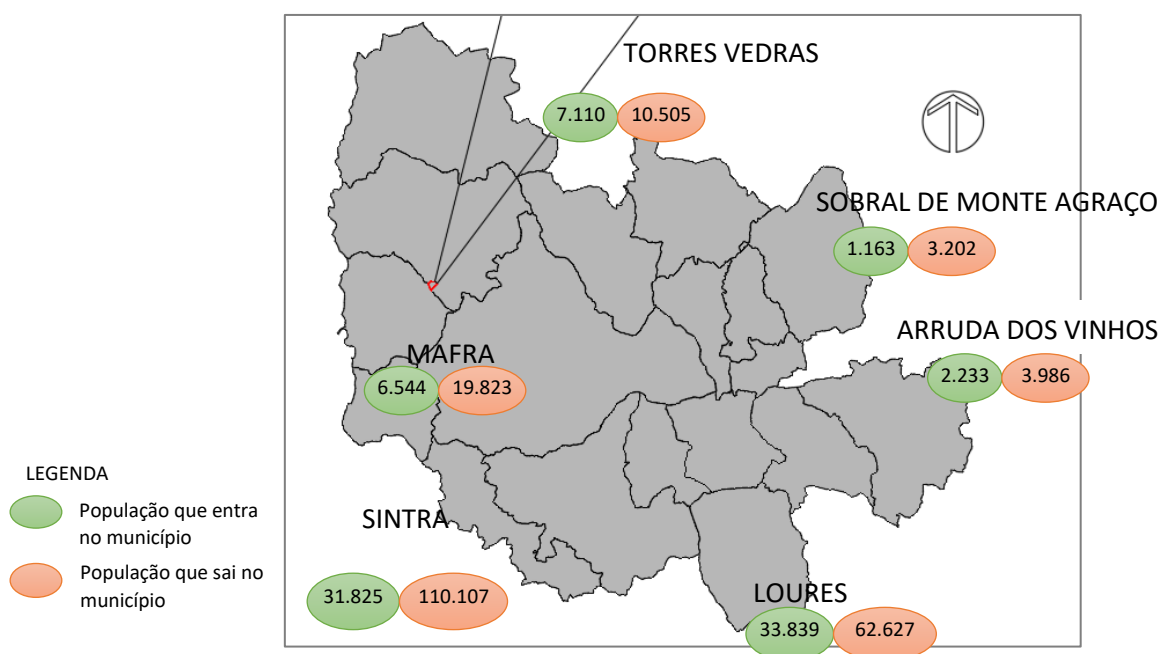 TORRES VEDRAS
7.110 10.505
SOBRAL DE MONTE AGRAÇO
1.163 3.202
ARRUDA DOS VINHOS
2.233 3.986
MAFRA
6.544 19.823
LEGENDA
População que entra
no município
População que sai no
município
SINTRA
31.825 110.107
LOURES
33.839 62.627